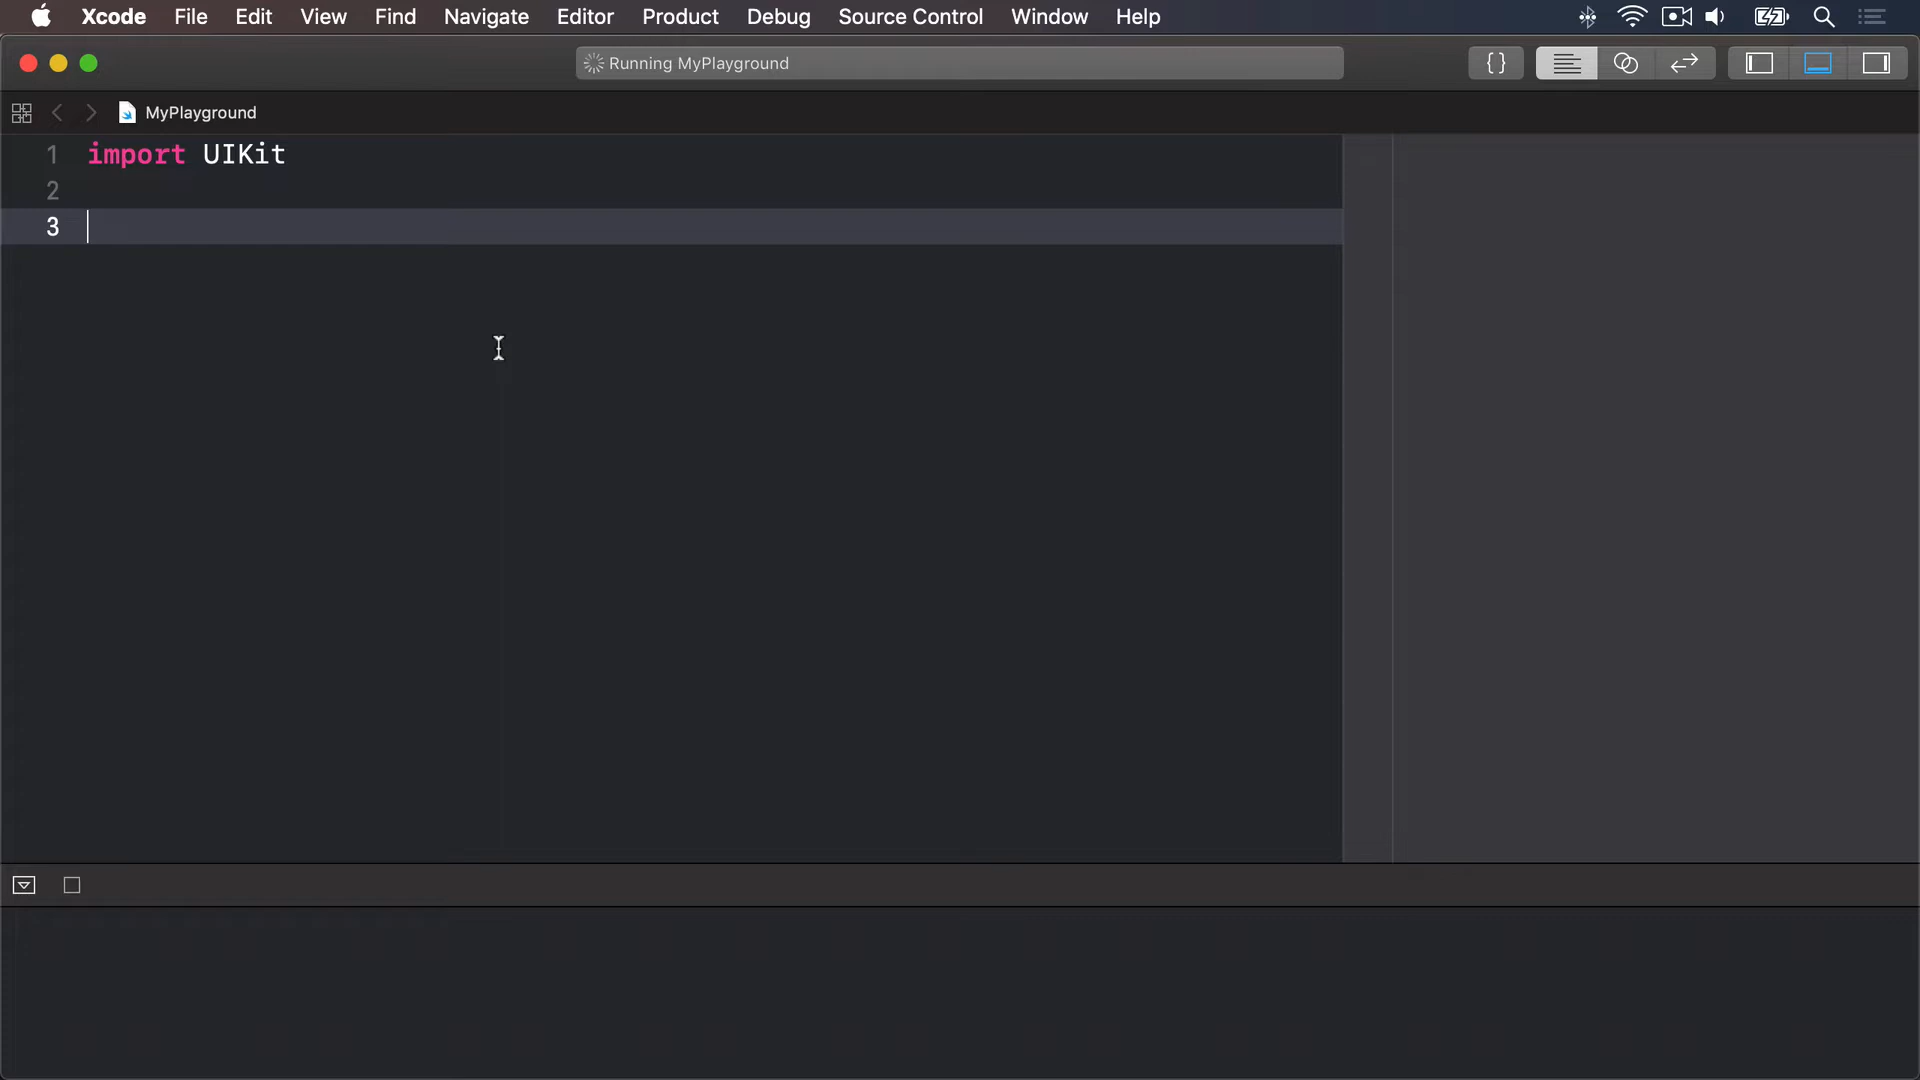 Xcode File Edit View Find Navigate Editor Product Debug Source Control Window Help
Running MyPlayground
{}
MyPlayground
1 import UIKit
2
3